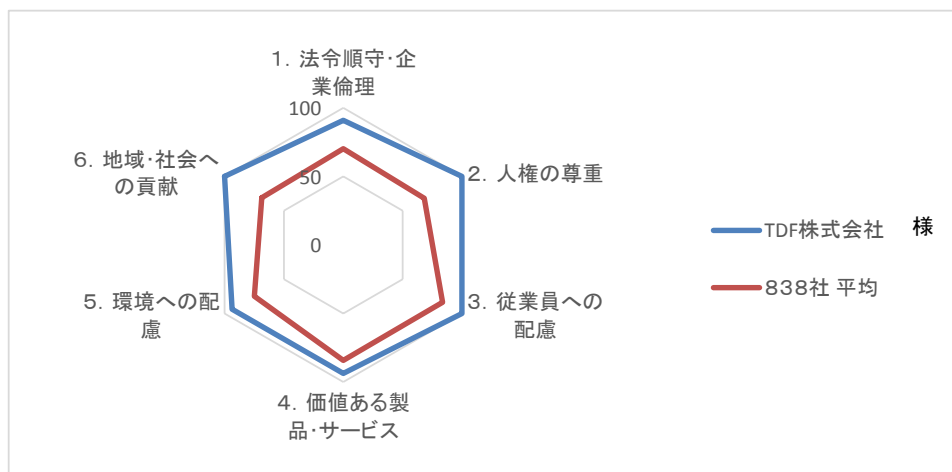 1. 法令順守・企
業倫理
100
6. 地域・社会へ
の貢献
50
2. 人権の尊重
0
TDF株式会社 様
838社 平均
5. 環境への配
慮
3. 従業員への
配慮
4. 価値ある製
品・サービス